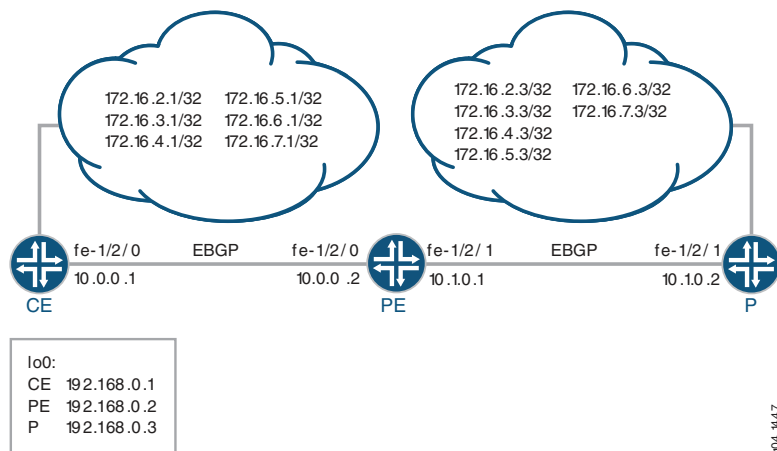 172.16.2.1/32 172.16.5.1/32
172.16.3.1/32 172.16.6.1/32
172.16.4.1/32 172.16.7.1/32
172.16.2.3/32 172.16.6.3/32
172.16.3.3/32 172.16.7.3/32
172.16.4.3/32
172.16.5.3/32
fe-1/2/0 EBGP fe-1/2/0 fe-1/2/1 EBGP fe-1/2/1
10.0.0.1 10.0.0.2 10.1.0.1 10.1.0.2
CE PE P
lo0:
CE 192.168.0.1
PE 192.168.0.2
P 192.168.0.3